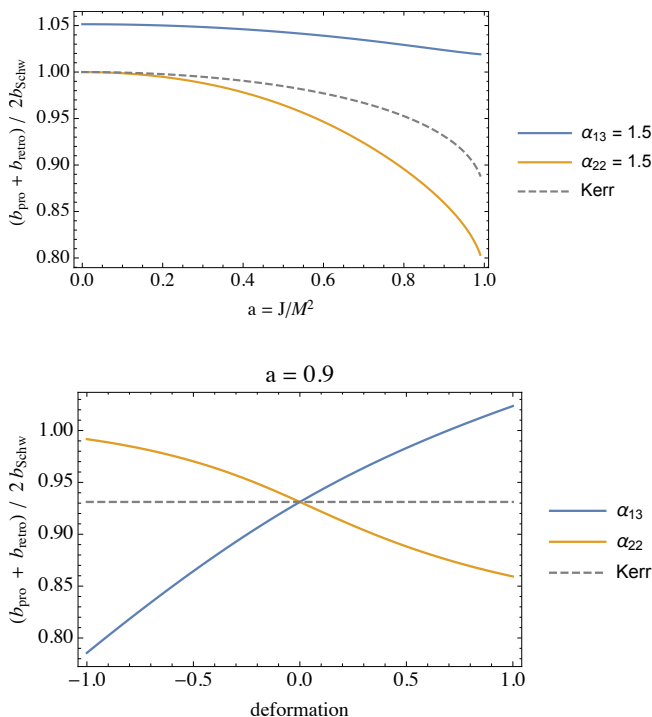 (b_pro + b_retro) / 2b_Schw
1.05
1.00
0.95
0.90
0.85
0.80
0.0 0.2 0.4 0.6 0.8 1.0
a = J/M²
α₁₃ = 1.5
α₂₂ = 1.5
Kerr
a = 0.9
(b_pro + b_retro) / 2 b_Schw
1.00
0.95
0.90
0.85
0.80
−1.0 −0.5 0.0 0.5 1.0
deformation
α₁₃
α₂₂
Kerr